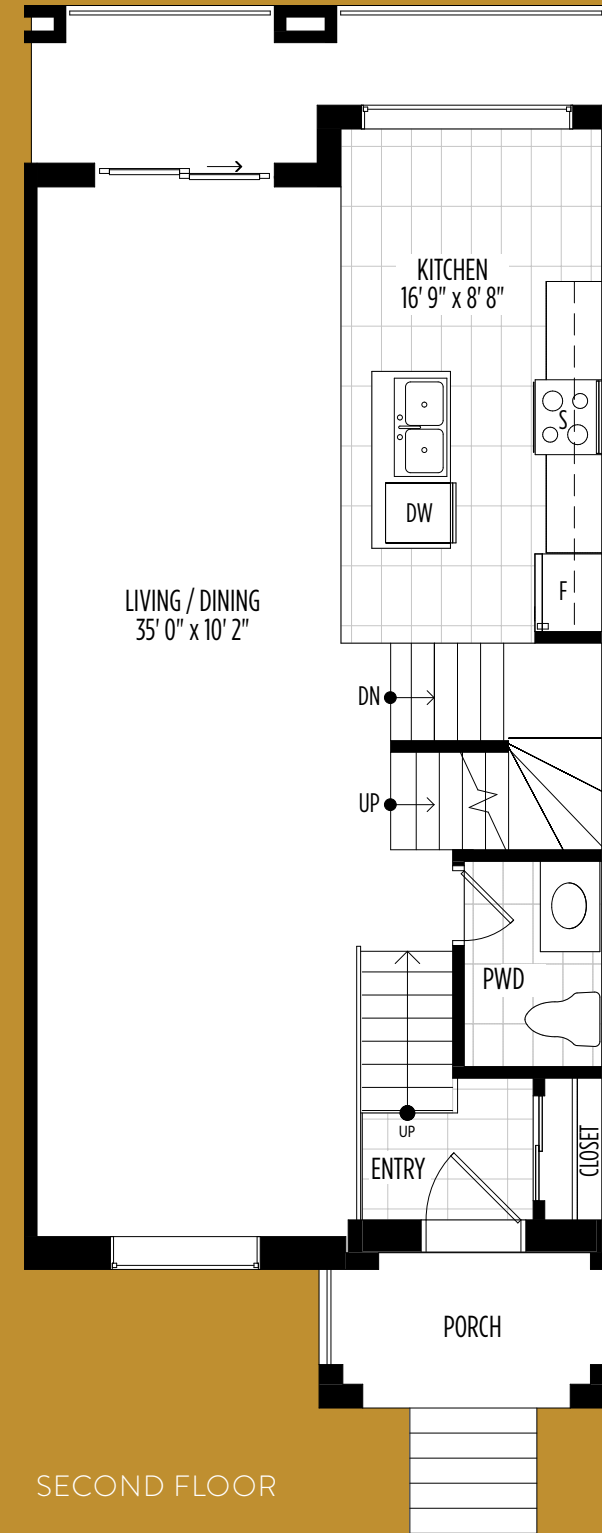 KITCHEN
16' 9" x 8' 8"
S
DW
F
LIVING / DINING
35' 0" x 10' 2"
DN
UP
PWD
UP
ENTRY
CLOSET
PORCH
SECOND FLOOR